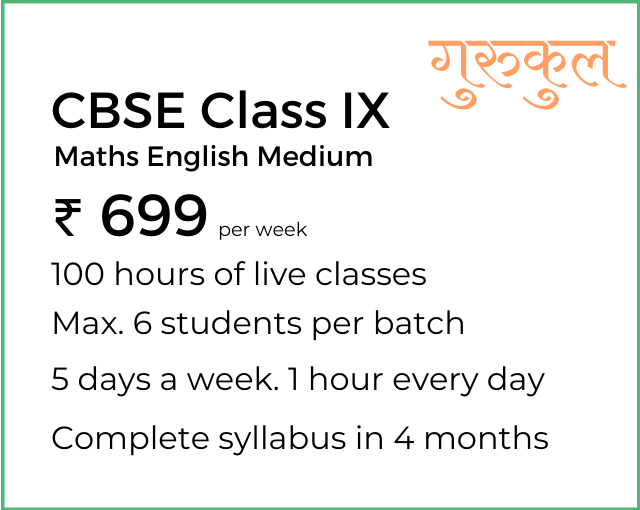 गुरुकुल
CBSE Class IX
Maths English Medium
₹ 699 per week
100 hours of live classes
Max. 6 students per batch
5 days a week. 1 hour every day
Complete syllabus in 4 months